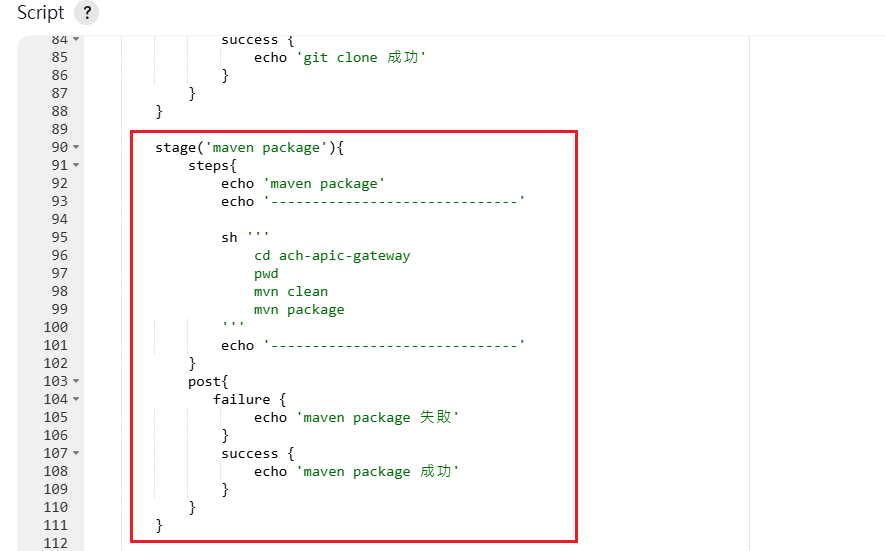 Script ?
84 success {
85 echo 'git clone 成功'
86 }
87 }
88 }
89
90 stage('maven package'){
91 steps{
92 echo 'maven package'
93 echo '------------------------------'
94
95 sh '''
96 cd ach-apic-gateway
97 pwd
98 mvn clean
99 mvn package
100 '''
101 echo '------------------------------'
102 }
103 post{
104 failure {
105 echo 'maven package 失敗'
106 }
107 success {
108 echo 'maven package 成功'
109 }
110 }
111 }
112